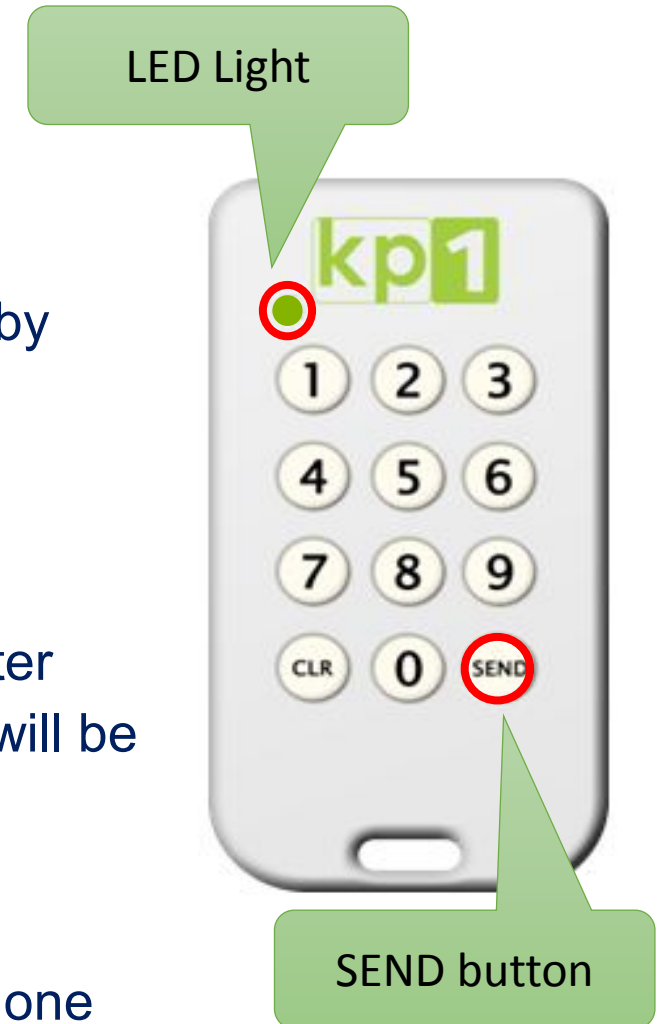 LED Light
kp1
by
1 2 3
4 5 6
7 8 9
ter
CLR 0 SEND
will be
SEND button
one